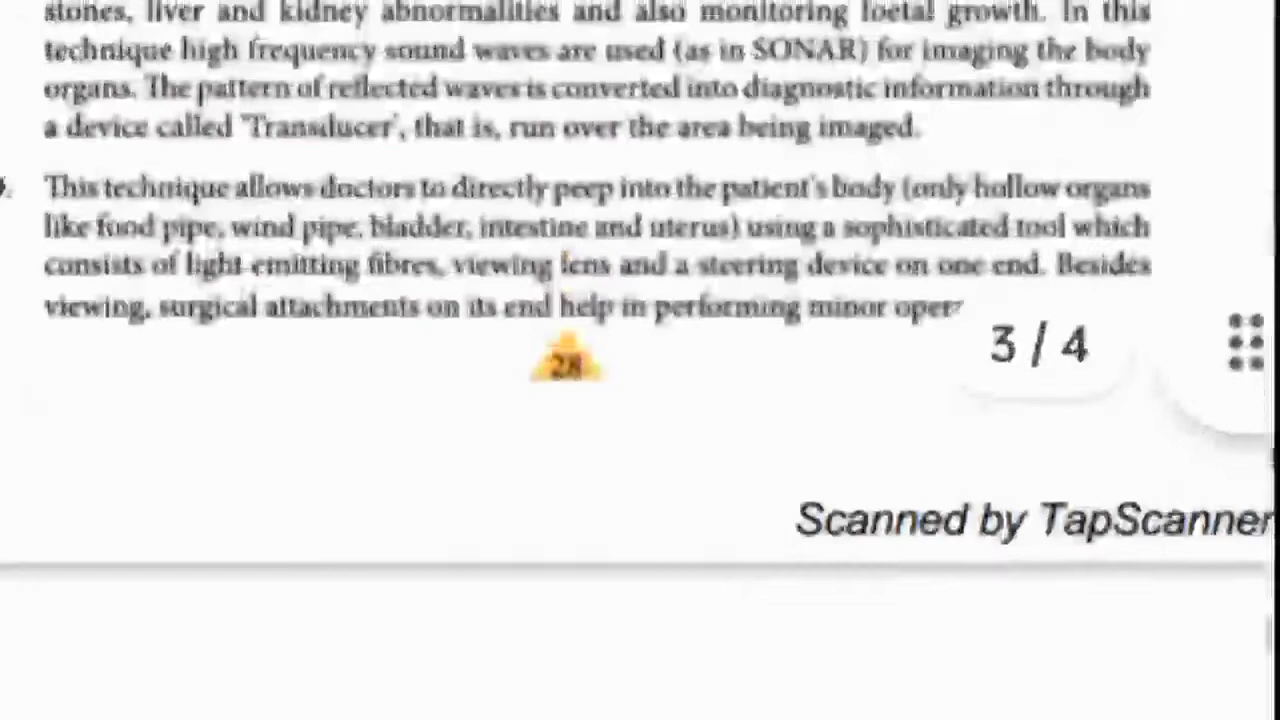 stones, liver and kidney abnormalities and also monitoring foetal growth. In this
technique high frequency sound waves are used (as in SONAR) for imaging the body
organs. The pattern of reflected waves is converted into diagnostic information through
a device called 'Transducer', that is, run over the area being imaged.
This technique allows doctors to directly peep into the patient's body (only hollow organs
like food pipe, wind pipe, bladder, intestine and uterus) using a sophisticated tool which
consists of light emitting fibres, viewing lens and a steering device on one end. Besides
viewing, surgical attachments on its end help in performing minor oper
28
3 / 4
Scanned by TapScanner